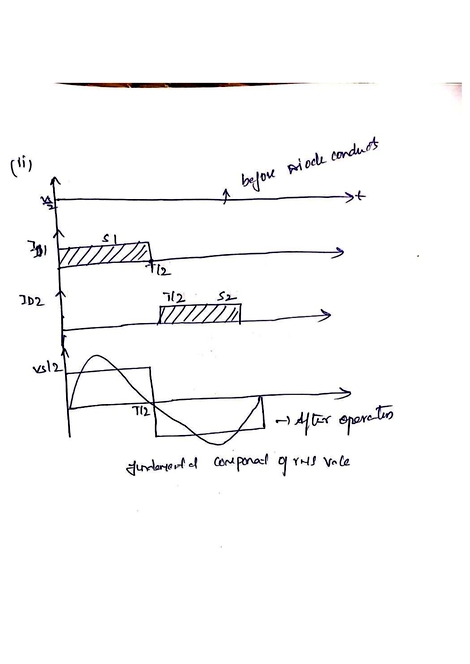 (ii)
before Diode conducts
Vs/2
t
ID1
S1
T/2
ID2
T/2 S2
Vs/2
T/2
→ After operation
fundamental component of rms value